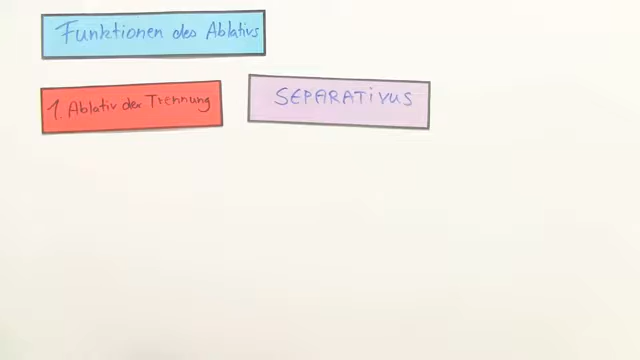 Funktionen des Ablativs
1. Ablativ der Trennung
SEPARATIVUS